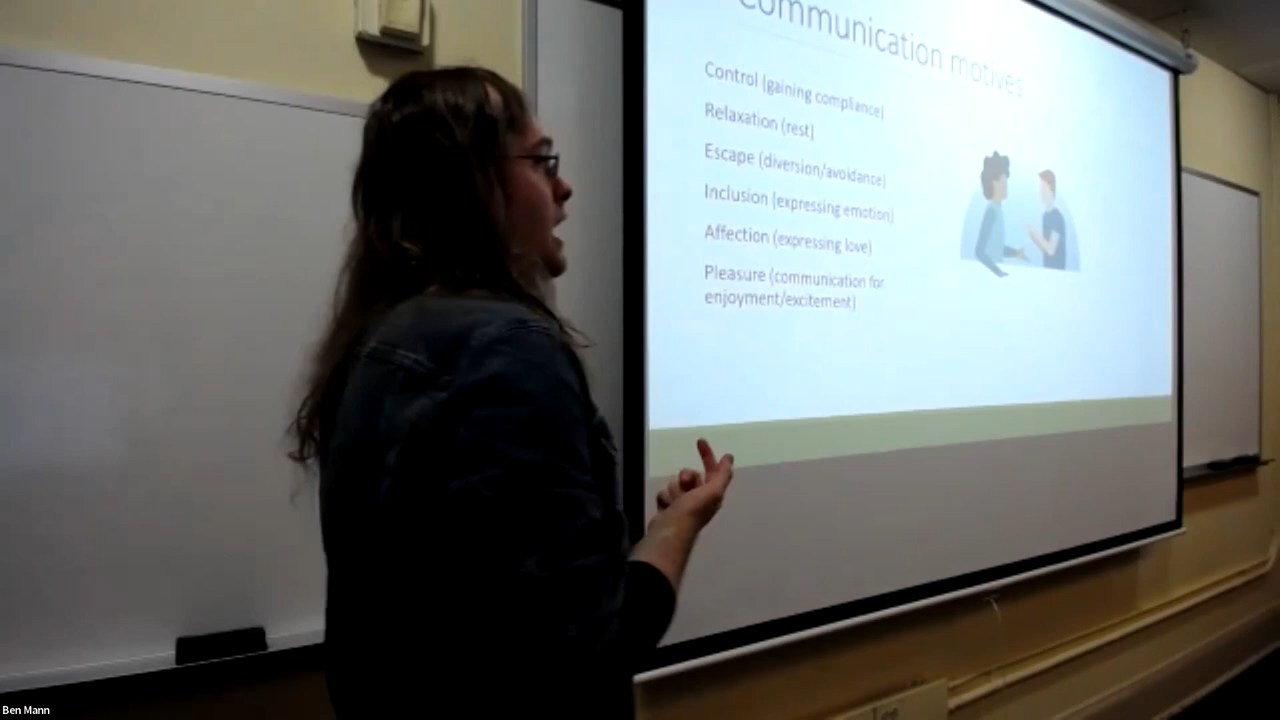 Communication motives
Control (gaining compliance)
Relaxation (rest)
Escape (diversion/avoidance)
Inclusion (expressing emotion)
Affection (expressing love)
Pleasure (communication for
enjoyment/excitement)
Ben Mann